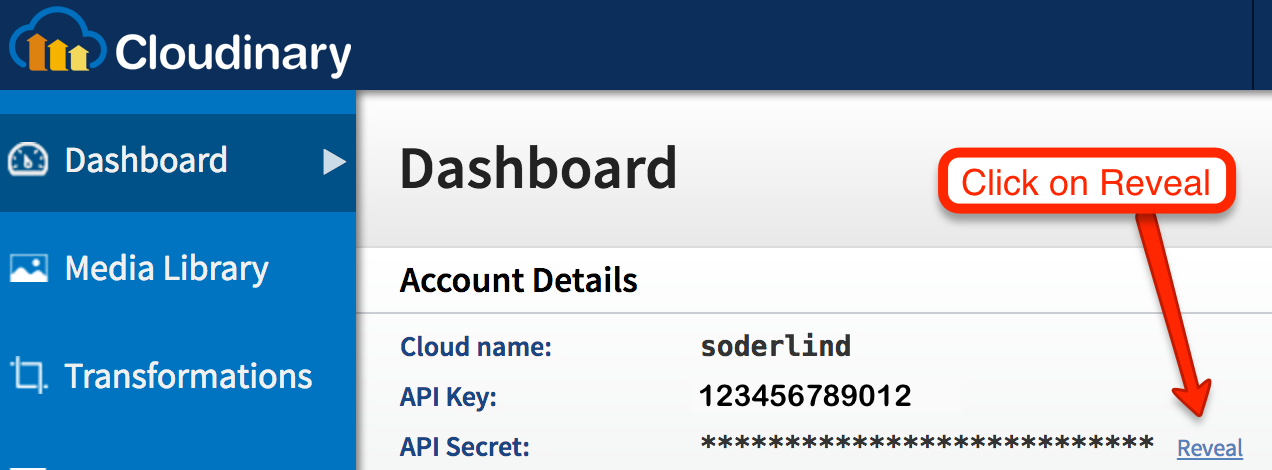 Cloudinary
Dashboard
Media Library
Transformations
Dashboard
Click on Reveal
Account Details
Cloud name: soderlind
API Key: 123456789012
API Secret: *************************** Reveal